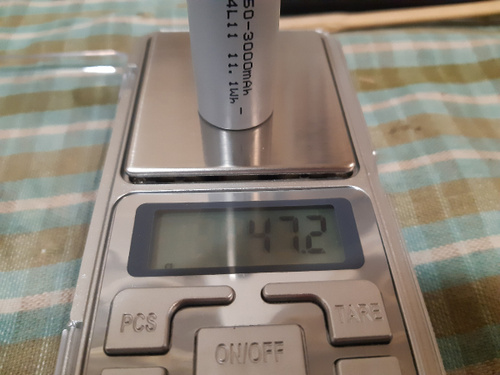 50-3000mAh
4L11 11.1Wh -
47.2
PCS
TARE
ON/OFF